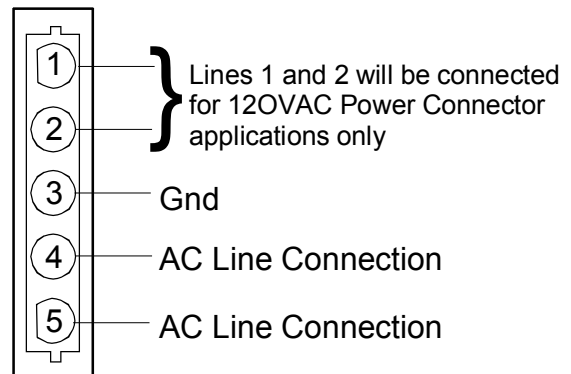 1
Lines 1 and 2 will be connected
for 12OVAC Power Connector
applications only
2
3 Gnd
4 AC Line Connection
5 AC Line Connection